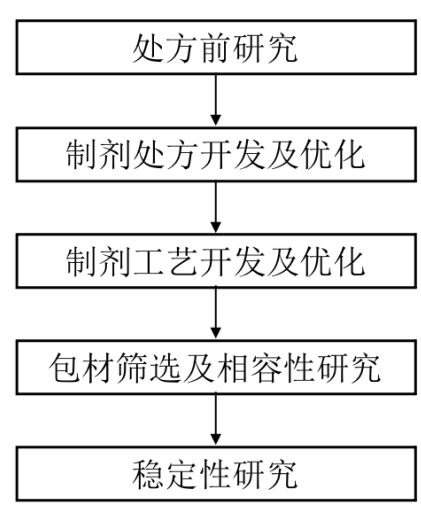 处方前研究
制剂处方开发及优化
制剂工艺开发及优化
包材筛选及相容性研究
稳定性研究